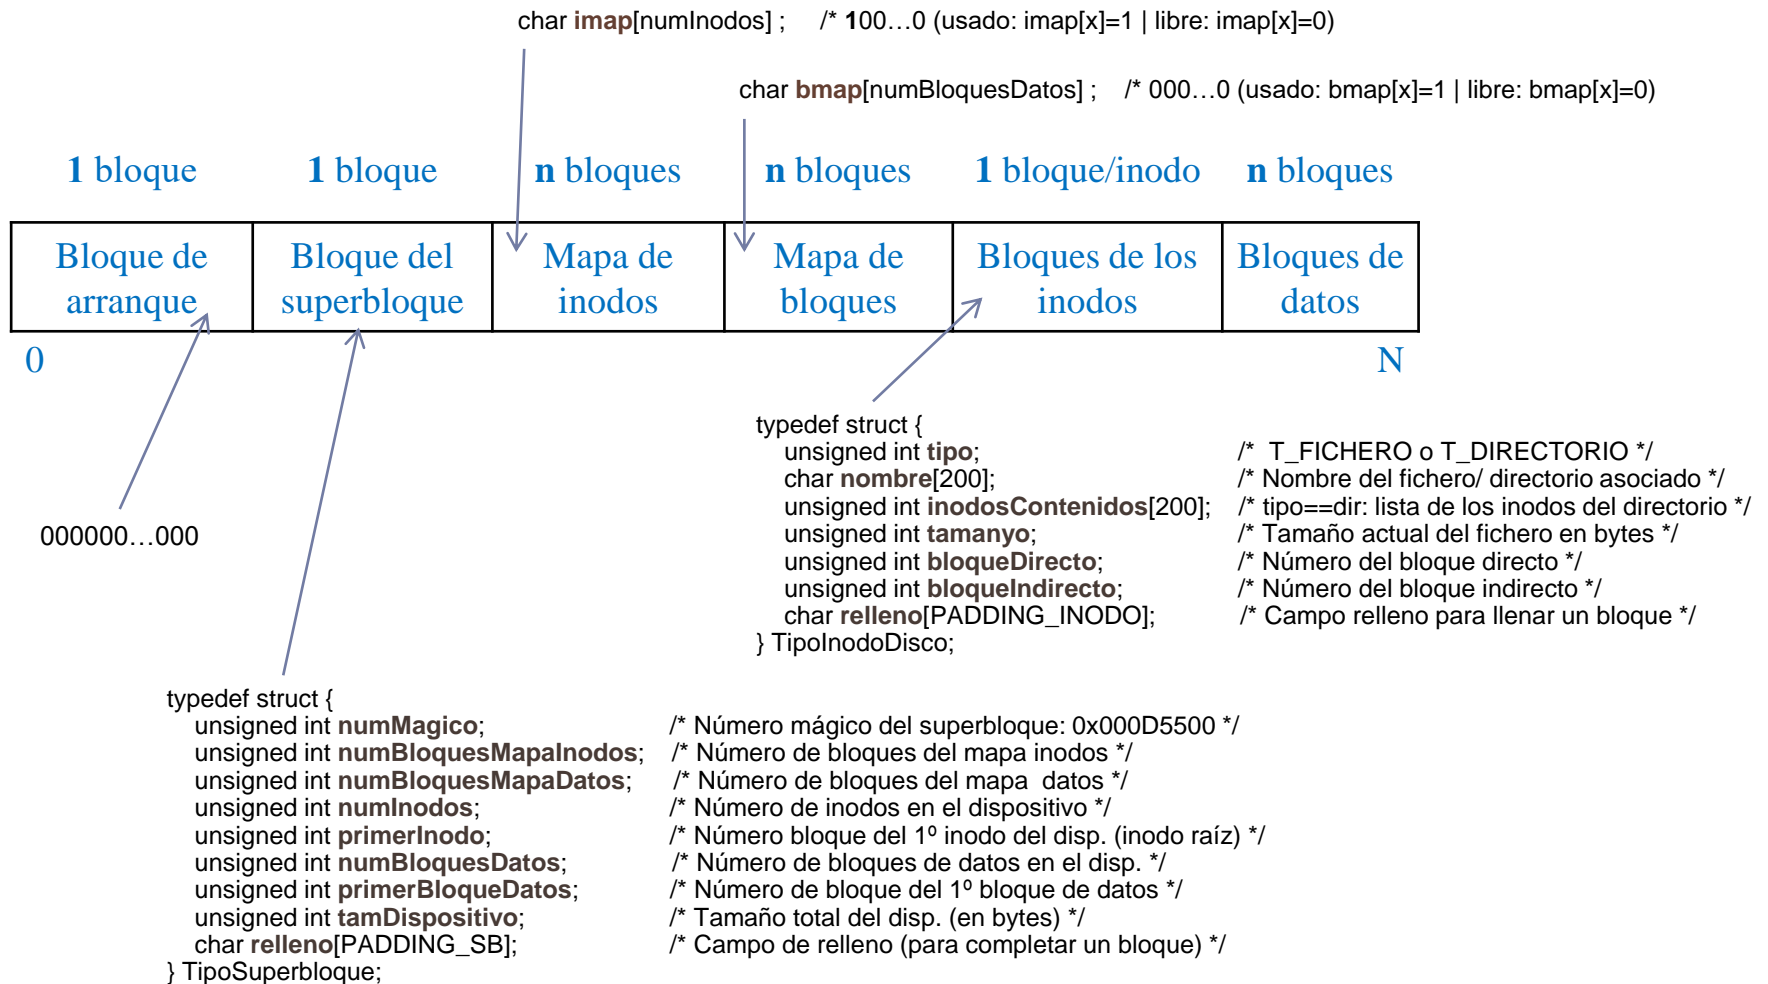 char imap[numInodos] ; /* 100…0 (usado: imap[x]=1 | libre: imap[x]=0)
char bmap[numBloquesDatos] ; /* 000…0 (usado: bmap[x]=1 | libre: bmap[x]=0)
1 bloque 1 bloque n bloques n bloques 1 bloque/inodo n bloques
Bloque de Bloque del Mapa de Mapa de Bloques de los Bloques de
arranque superbloque inodos bloques inodos datos
0 N
typedef struct {
unsigned int tipo; /* T_FICHERO o T_DIRECTORIO */
char nombre[200]; /* Nombre del fichero/ directorio asociado */
unsigned int inodosContenidos[200]; /* tipo==dir: lista de los inodos del directorio */
unsigned int tamanyo; /* Tamaño actual del fichero en bytes */
unsigned int bloqueDirecto; /* Número del bloque directo */
unsigned int bloqueIndirecto; /* Número del bloque indirecto */
char relleno[PADDING_INODO]; /* Campo relleno para llenar un bloque */
} TipoInodoDisco;
000000…000
typedef struct {
unsigned int numMagico; /* Número mágico del superbloque: 0x000D5500 */
unsigned int numBloquesMapaInodos; /* Número de bloques del mapa inodos */
unsigned int numBloquesMapaDatos; /* Número de bloques del mapa datos */
unsigned int numInodos; /* Número de inodos en el dispositivo */
unsigned int primerInodo; /* Número bloque del 1º inodo del disp. (inodo raíz) */
unsigned int numBloquesDatos; /* Número de bloques de datos en el disp. */
unsigned int primerBloqueDatos; /* Número de bloque del 1º bloque de datos */
unsigned int tamDispositivo; /* Tamaño total del disp. (en bytes) */
char relleno[PADDING_SB]; /* Campo de relleno (para completar un bloque) */
} TipoSuperbloque;